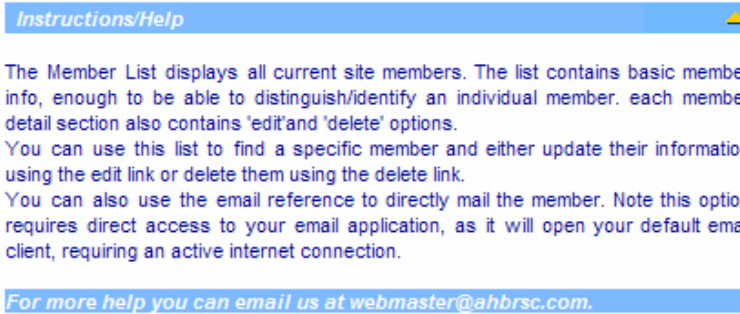 Instructions/Help
The Member List displays all current site members. The list contains basic membe
info, enough to be able to distinguish/identify an individual member. each membe
detail section also contains 'edit'and 'delete' options.
You can use this list to find a specific member and either update their informatio
using the edit link or delete them using the delete link.
You can also use the email reference to directly mail the member. Note this optio
requires direct access to your email application, as it will open your default ema
client, requiring an active internet connection.
For more help you can email us at webmaster@ahbrsc.com.